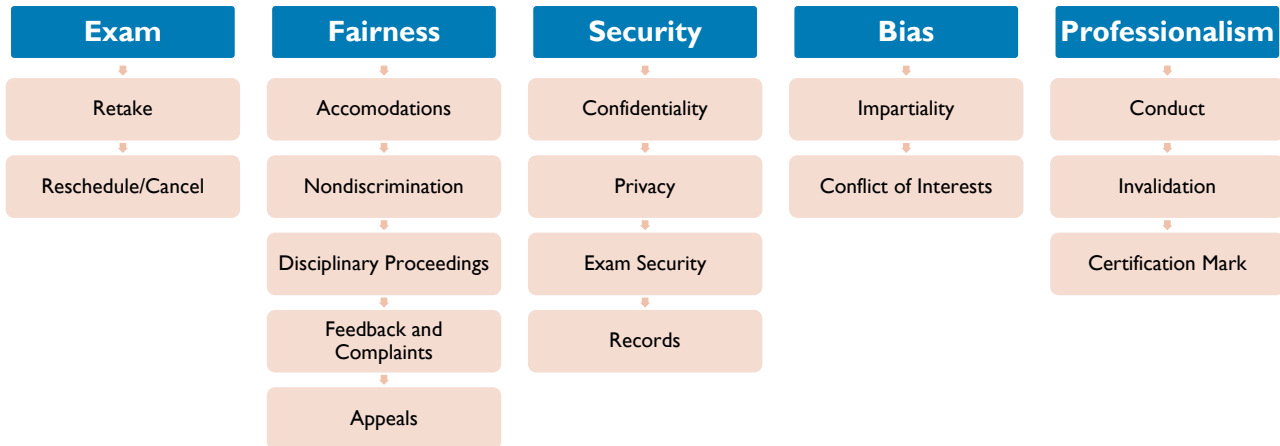 Exam
Retake
Reschedule/Cancel
Fairness
Accomodations
Nondiscrimination
Disciplinary Proceedings
Feedback and
Complaints
Appeals
Security
Confidentiality
Privacy
Exam Security
Records
Bias
Impartiality
Conflict of Interests
Professionalism
Conduct
Invalidation
Certification Mark